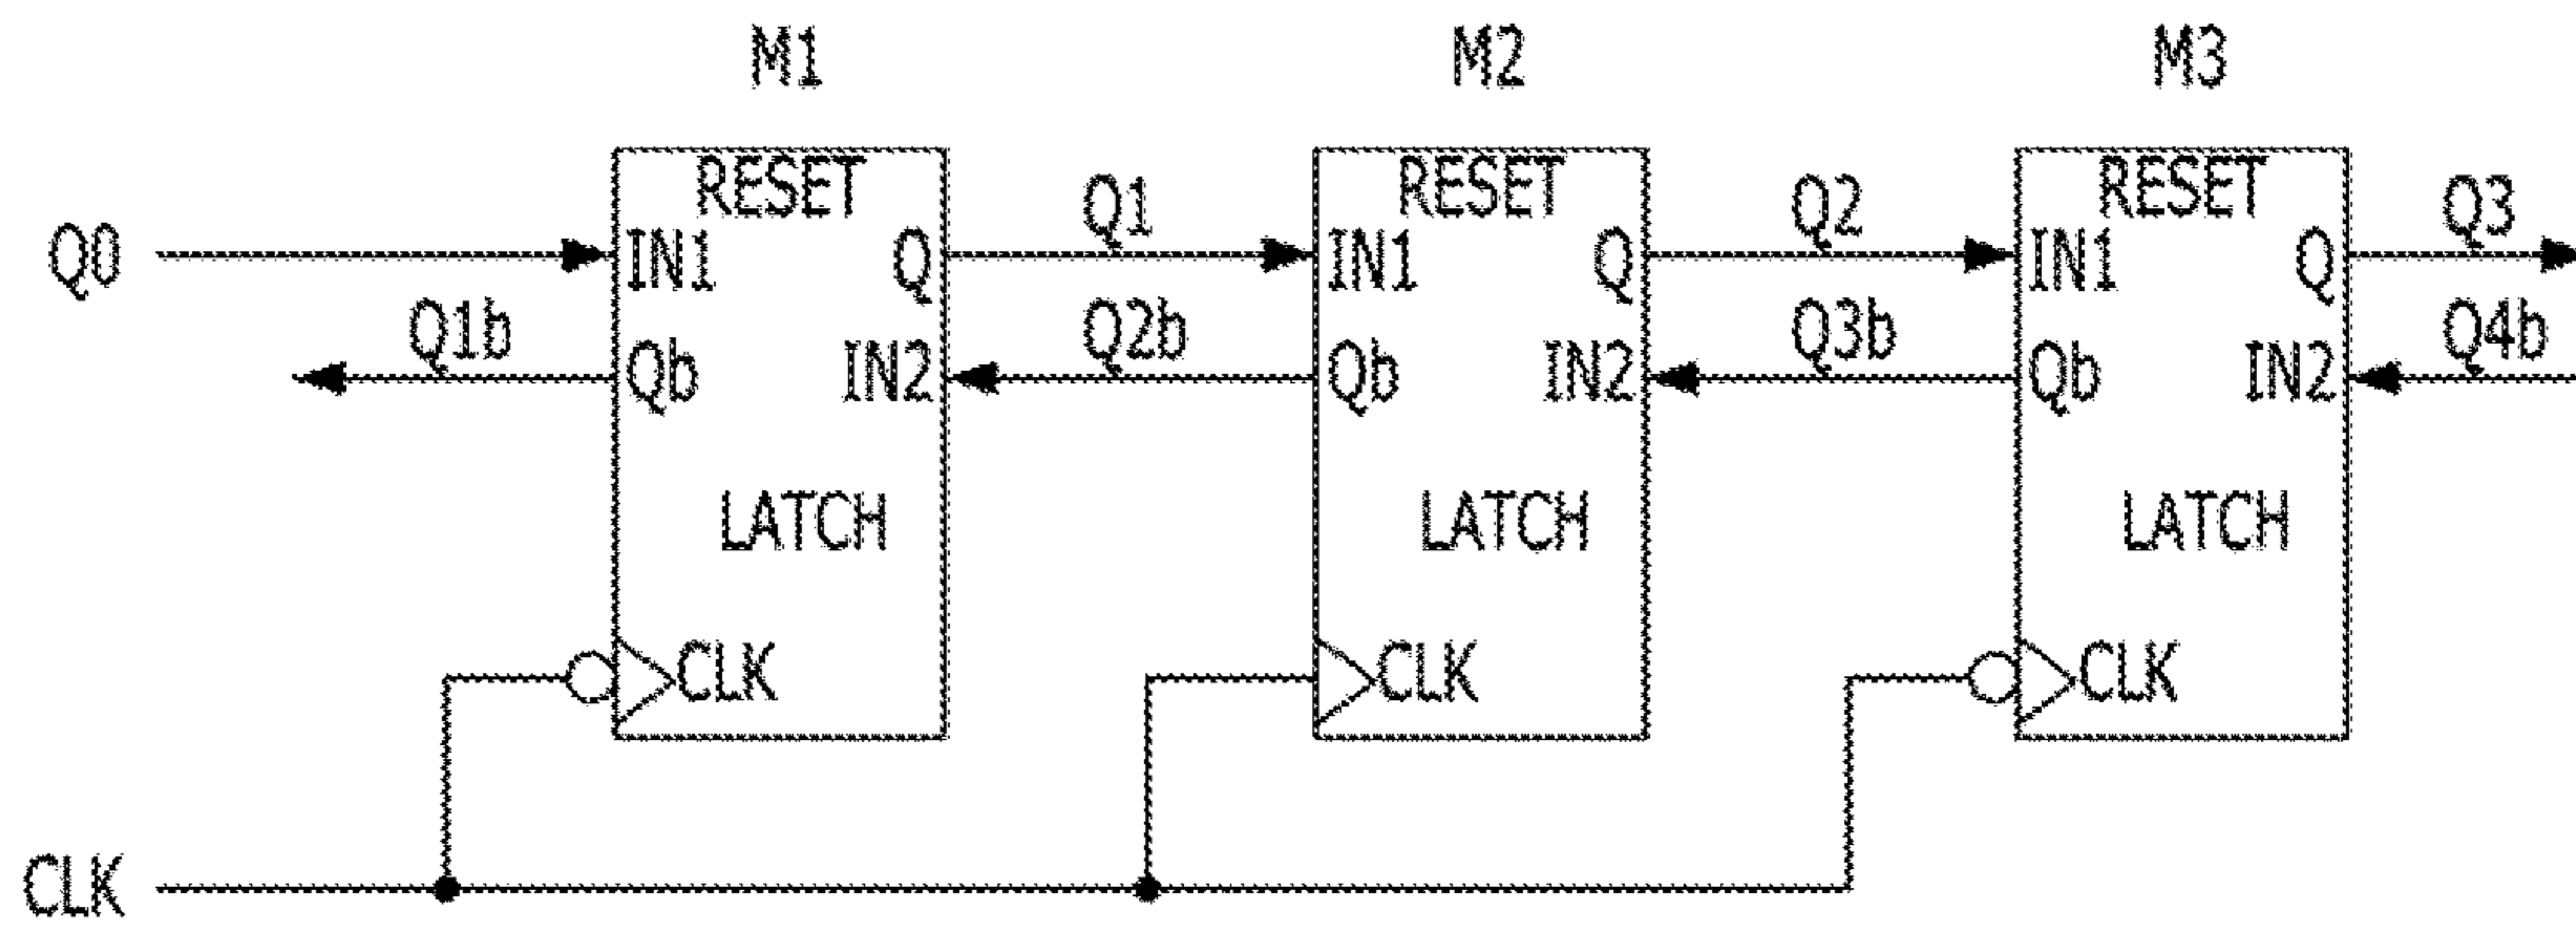 M1 M2 M3
RESET RESET RESET
Q1 Q2 Q3
Q0 IN1 Q IN1 Q IN1 Q
Q1b Q2b Q3b Q4b
Qb IN2 Qb IN2 Qb IN2
LATCH LATCH LATCH
CLK CLK CLK
CLK